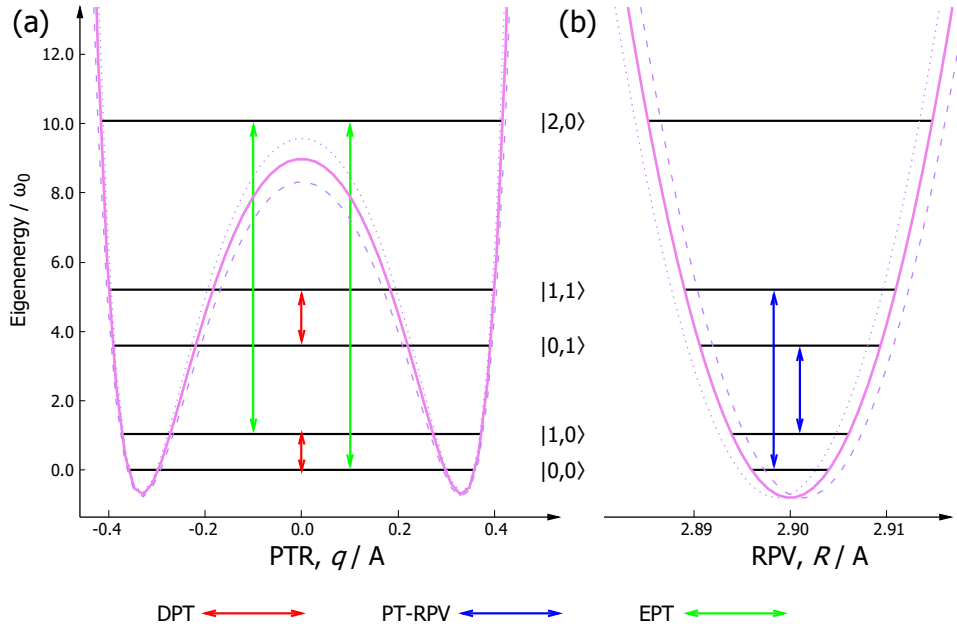 (a)
(b)
Eigenenergy / ω0
12.0
10.0
8.0
6.0
4.0
2.0
0.0
|2,0⟩
|1,1⟩
|0,1⟩
|1,0⟩
|0,0⟩
-0.4 -0.2 0.0 0.2 0.4
2.89 2.90 2.91
PTR, q / A
RPV, R / A
DPT PT-RPV EPT